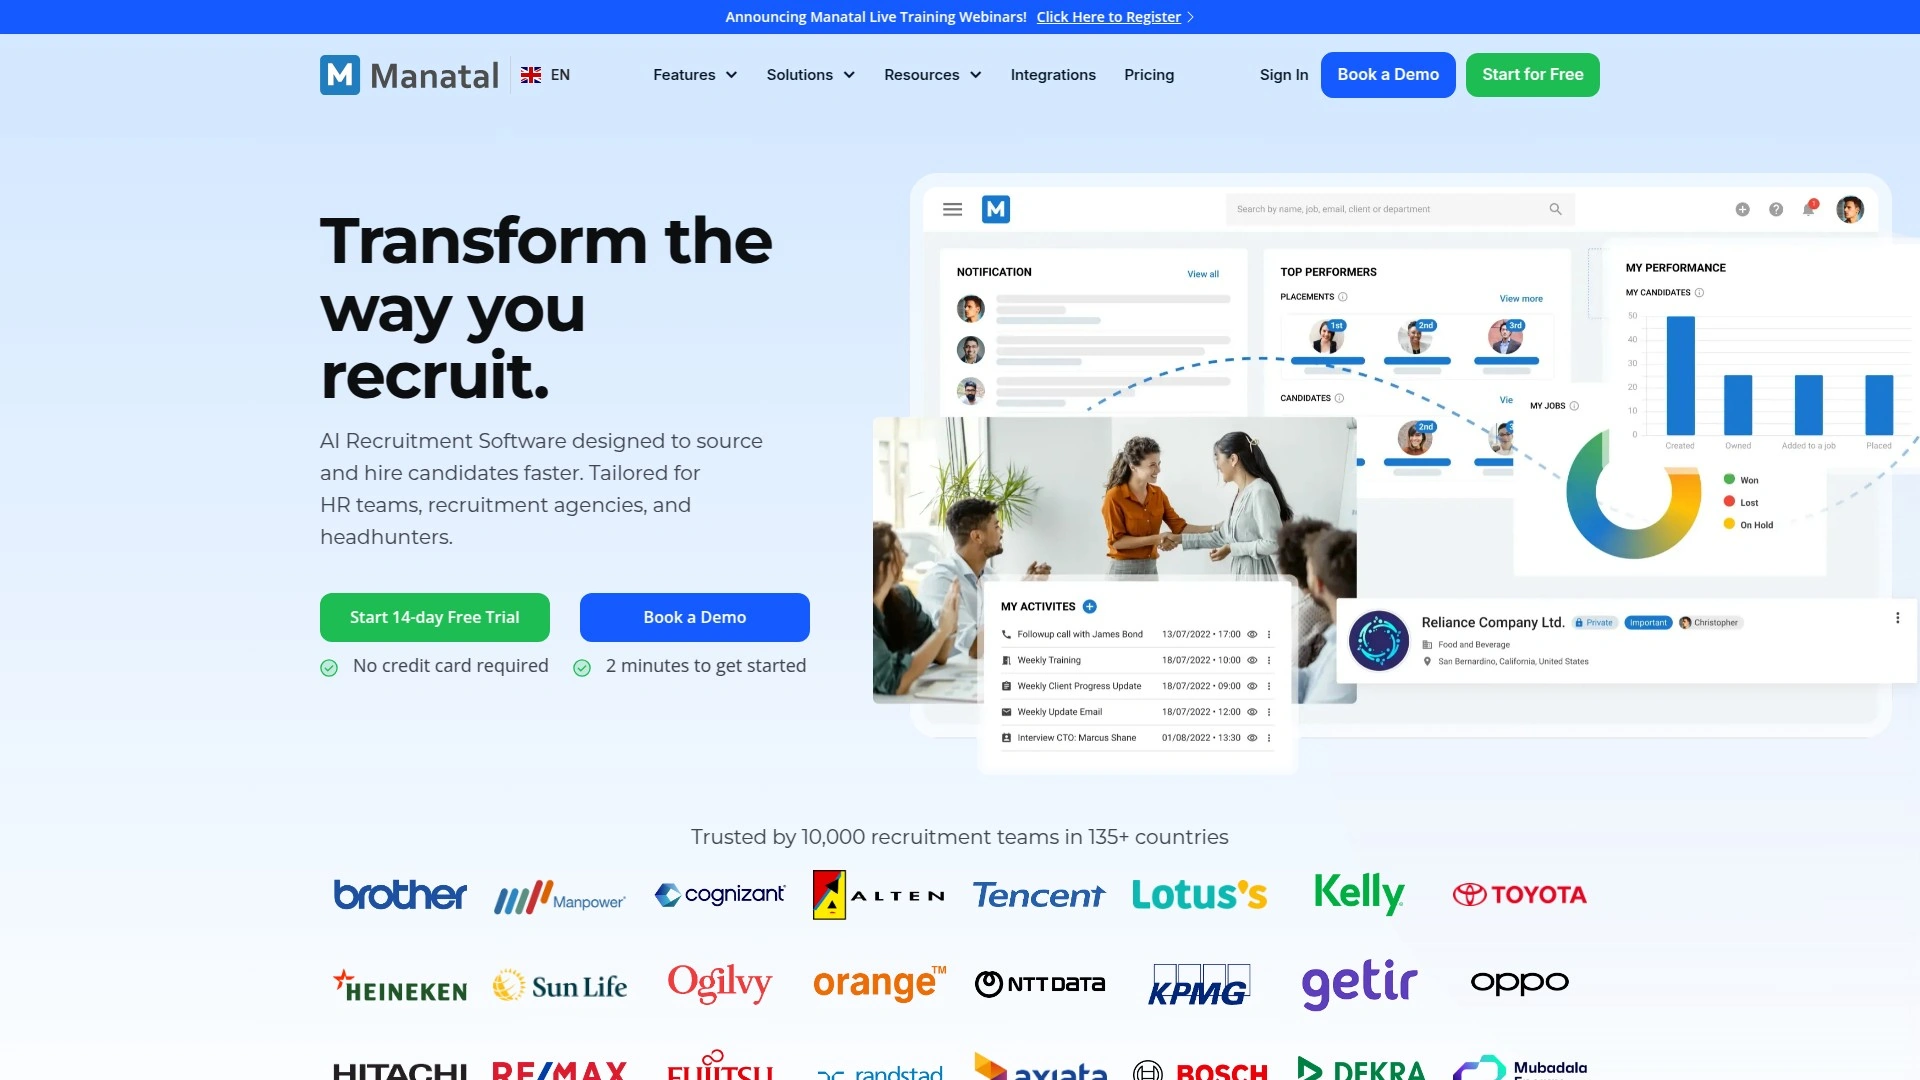 Announcing Manatal Live Training Webinars! Click Here to Register
M Manatal EN Features Solutions Resources Integrations Pricing Sign In Book a Demo Start for Free
Transform the
way you
recruit.
AI Recruitment Software designed to source
and hire candidates faster. Tailored for
HR teams, recruitment agencies, and
headhunters.
Start 14-day Free Trial
Book a Demo
No credit card required
2 minutes to get started
M
Search by name, job, email, client or department
1
NOTIFICATION
View all
TOP PERFORMERS
PLACEMENTS
View more
1st
2nd
3rd
CANDIDATES
Vie
2nd
3
MY PERFORMANCE
MY CANDIDATES
50
40
30
20
10
0
Created Owned Added to a job Placed
MY JOBS
Won
Lost
On Hold
MY ACTIVITES
Followup call with James Bond 13/07/2022 • 17:00
Weekly Training 18/07/2022 • 10:00
Weekly Client Progress Update 18/07/2022 • 09:00
Weekly Update Email 18/07/2022 • 12:00
Interview CTO: Marcus Shane 01/08/2022 • 13:30
Reliance Company Ltd. Private Important Christopher
Food and Beverage
San Bernardino, California, United States
Trusted by 10,000 recruitment teams in 135+ countries
brother Manpower cognizant ALTEN Tencent Lotus's Kelly TOYOTA
HEINEKEN Sun Life Ogilvy orange™ NTT DATA KPMG getir oppo
HITACHI RE/MAX FUJITSU randstad axiata BOSCH DEKRA Mubadala